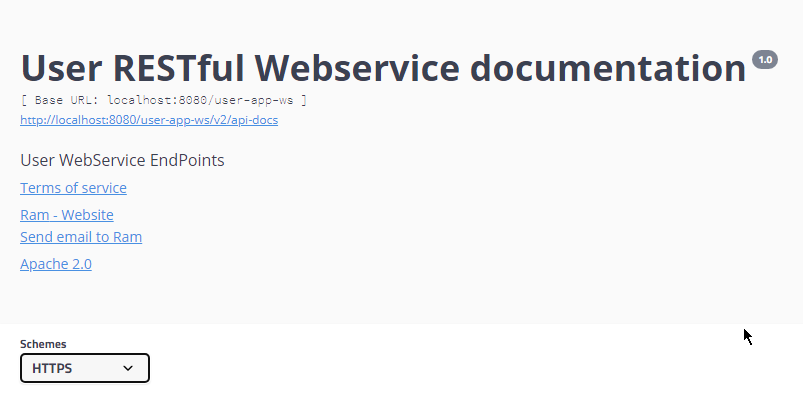 User RESTful Webservice documentation 1.0
[ Base URL: localhost:8080/user-app-ws ]
http://localhost:8080/user-app-ws/v2/api-docs
User WebService EndPoints
Terms of service
Ram - Website
Send email to Ram
Apache 2.0
Schemes
HTTPS